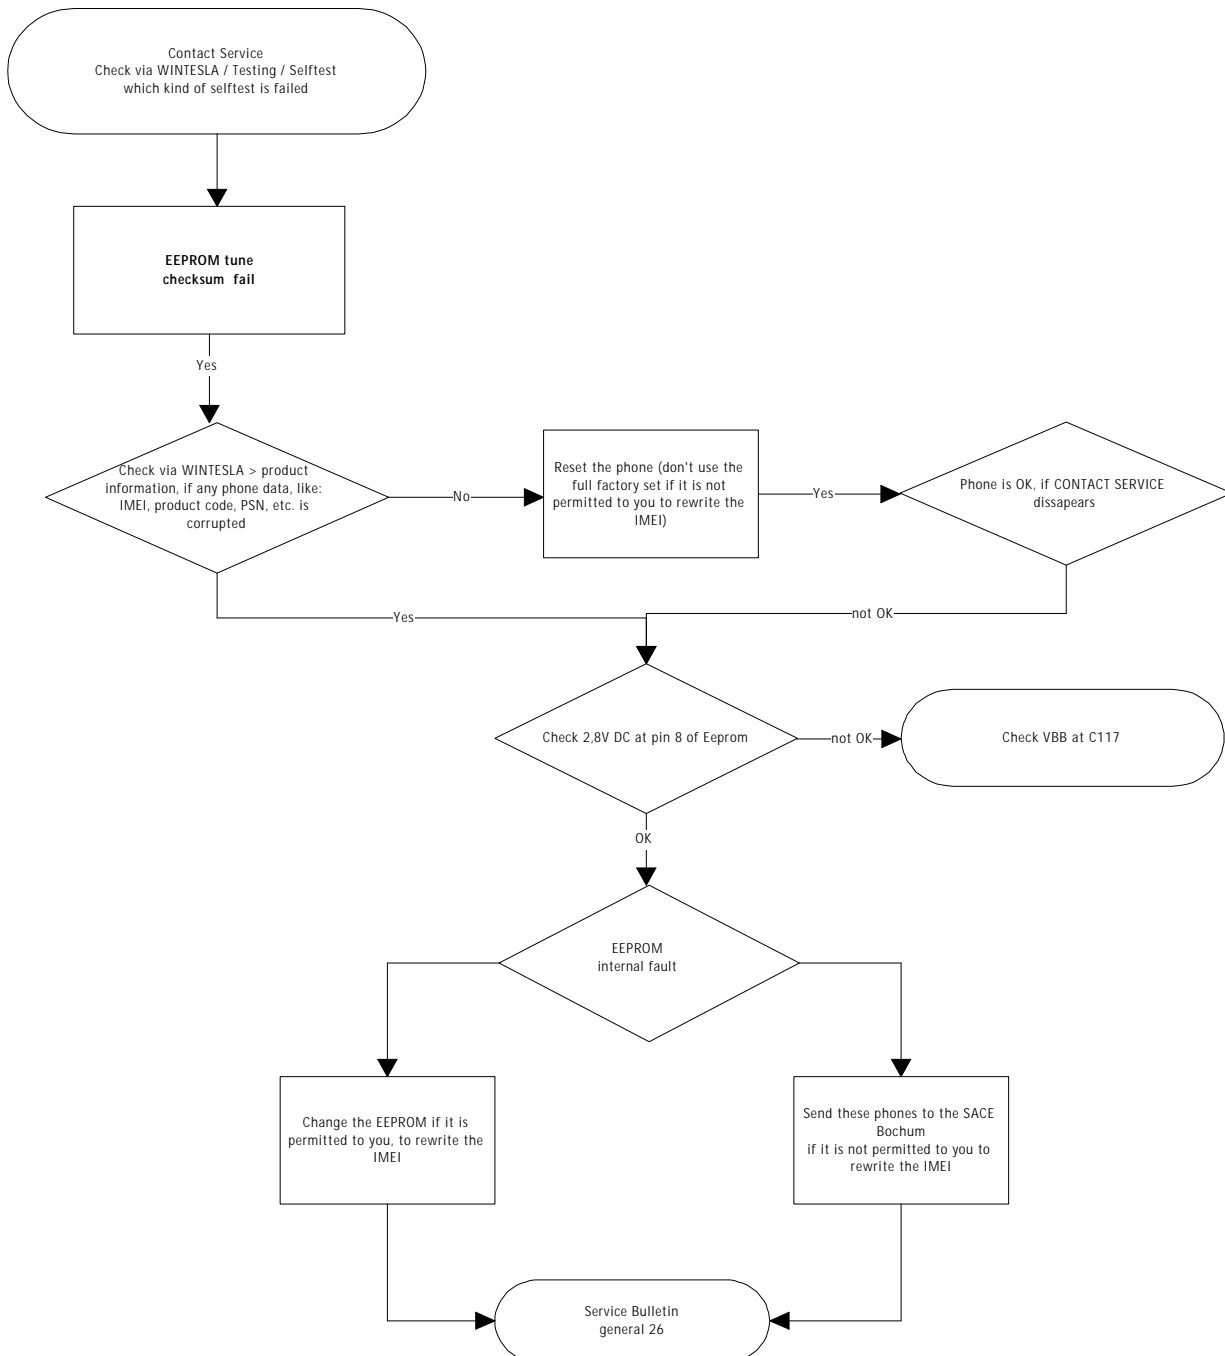 Contact Service
Check via WINTESLA / Testing / Selftest
which kind of selftest is failed
EEPROM tune
checksum fail
Yes
Check via WINTESLA > product
information, if any phone data, like:
IMEI, product code, PSN, etc. is
corrupted
No
Reset the phone (don't use the
full factory set if it is not
permitted to you to rewrite the
IMEI)
Yes
Phone is OK, if CONTACT SERVICE
dissapears
Yes
not OK
Check 2,8V DC at pin 8 of Eeprom
not OK
Check VBB at C117
OK
EEPROM
internal fault
Change the EEPROM if it is
permitted to you, to rewrite the
IMEI
Send these phones to the SACE
Bochum
if it is not permitted to you to
rewrite the IMEI
Service Bulletin
general 26